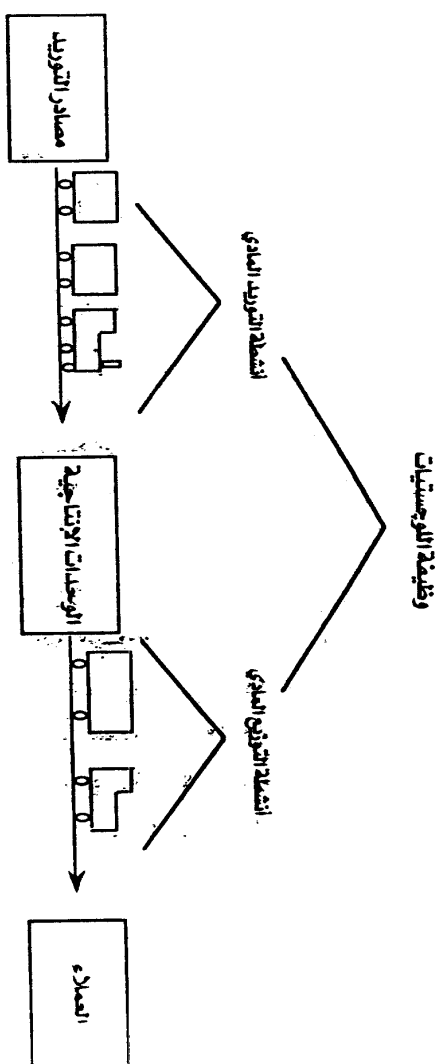 وظيفة اللوجستيات
أنشطة التوريد المادي
أنشطة التوزيع المادي
مصادر التوريد
الوحدات الإنتاجية
العملاء